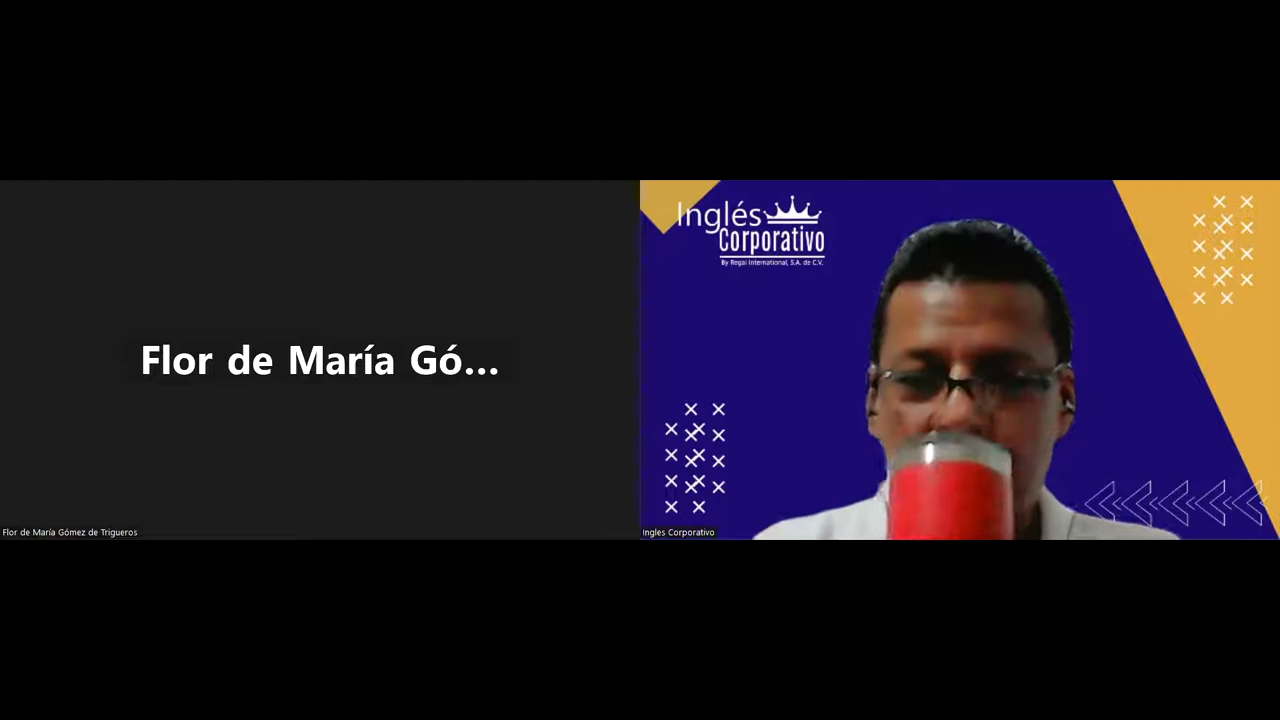 Flor de María Gó...
Flor de María Gómez de Trigueros
Inglés
Corporativo
By Regal International, S.A. de C.V.
Ingles Corporativo